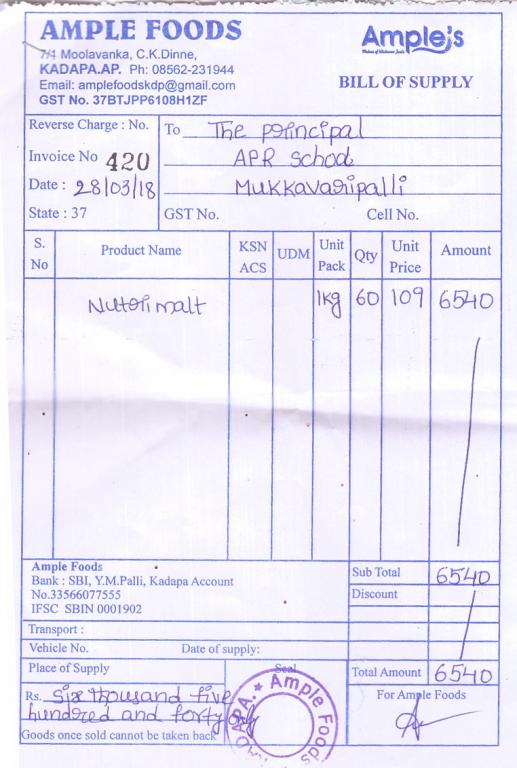 AMPLE FOODS
7/4 Moolavanka, C.K.Dinne,
KADAPA.AP. Ph: 08562-231944
Email: amplefoodskdp@gmail.com
GST No. 37BTJPP6108H1ZF
Ample's
BILL OF SUPPLY
Reverse Charge : No.
Invoice No 420
Date : 28/03/18
State : 37
To The principal
APR School
Mukkavaripalli
GST No. Cell No.
S. No Product Name KSN ACS UDM Unit Pack Qty Unit Price Amount
Nutrimalt 1kg 60 109 6540
Ample Foods
Bank : SBI, Y.M.Palli, Kadapa Account
No.33566077555
IFSC SBIN 0001902
Sub Total 6540
Discount
Transport :
Vehicle No. Date of supply:
Place of Supply Seal Total Amount 6540
Rs. Six thousand five
hundred and forty only
Goods once sold cannot be taken back
For Ample Foods
Ample Foods
KADAPA.